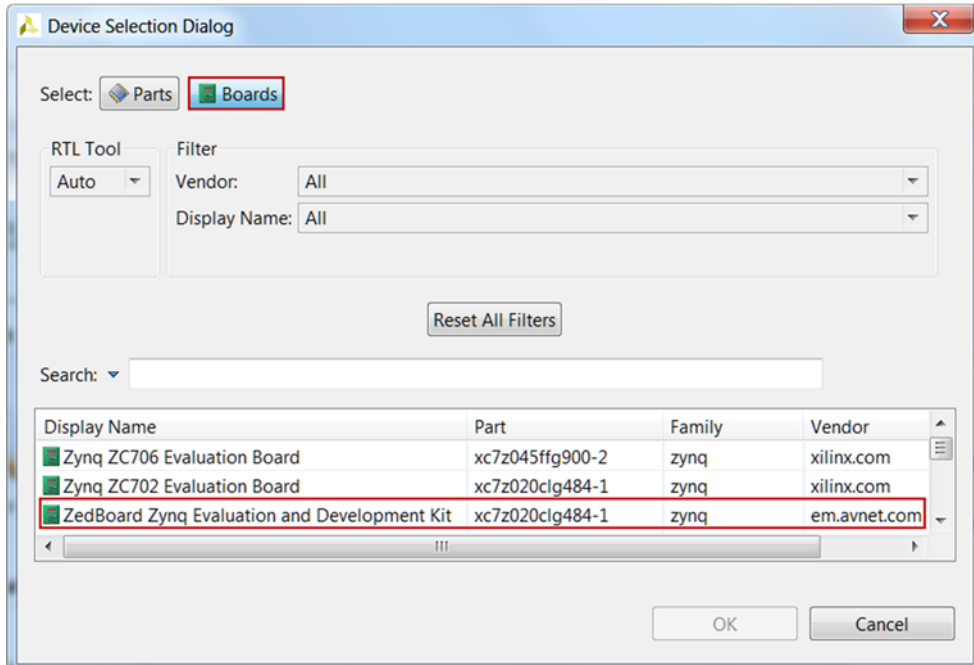 Device Selection Dialog
X
Select: Parts Boards
RTL Tool Filter
Auto Vendor: All
Display Name: All
Reset All Filters
Search:
Display Name Part Family Vendor
Zynq ZC706 Evaluation Board xc7z045ffg900-2 zynq xilinx.com
Zynq ZC702 Evaluation Board xc7z020clg484-1 zynq xilinx.com
ZedBoard Zynq Evaluation and Development Kit xc7z020clg484-1 zynq em.avnet.com
OK Cancel